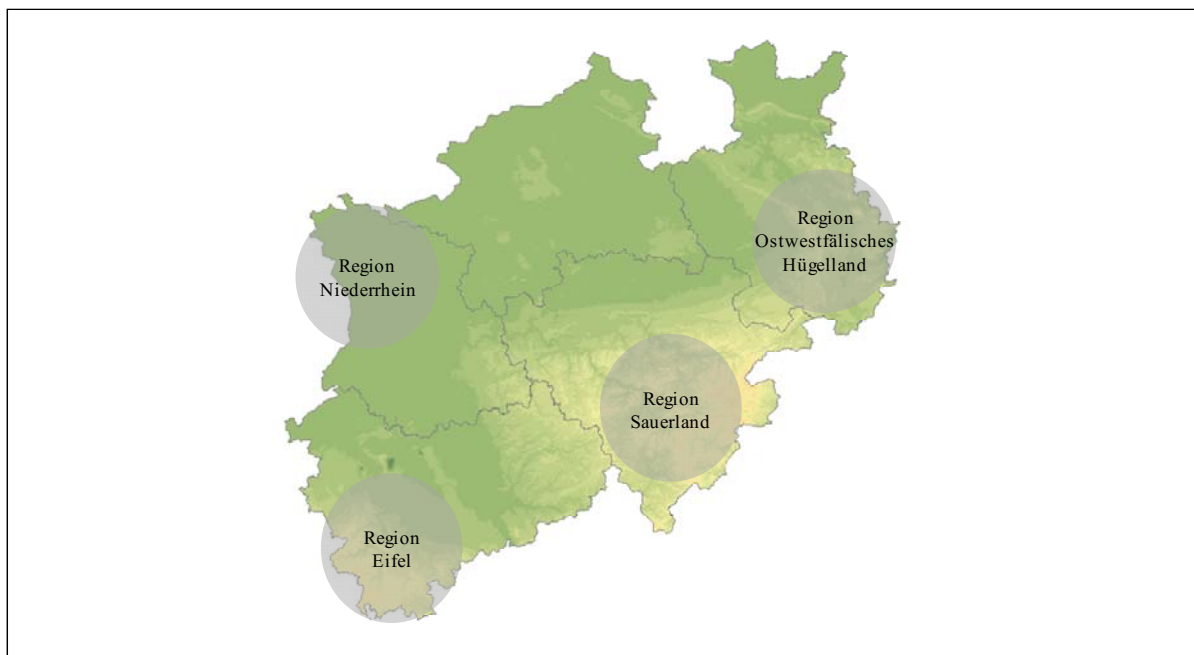 Region
Ostwestfälisches
Hügelland
Region
Niederrhein
Region
Sauerland
Region
Eifel